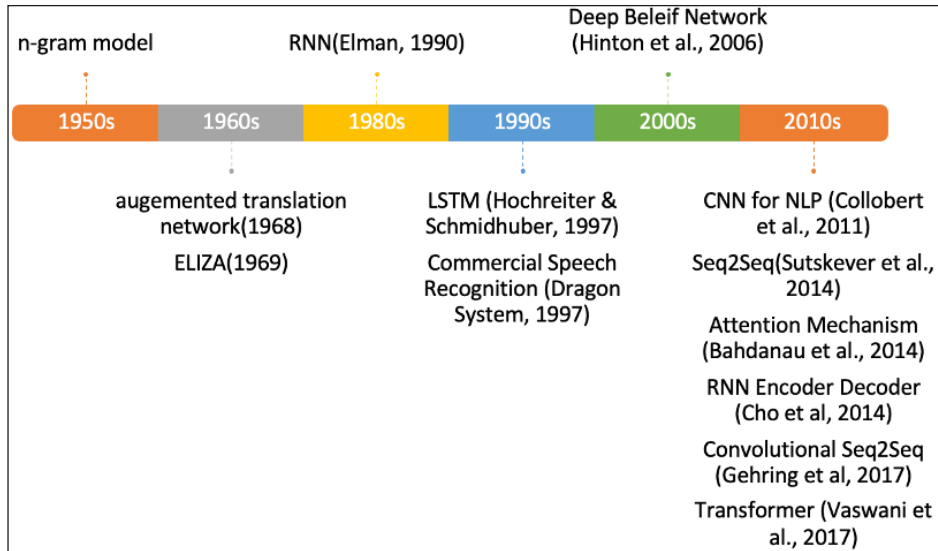 n-gram model
RNN(Elman, 1990)
Deep Beleif Network
(Hinton et al., 2006)
1950s
1960s
1980s
1990s
2000s
2010s
augemented translation
network(1968)
ELIZA(1969)
LSTM (Hochreiter &
Schmidhuber, 1997)
Commercial Speech
Recognition (Dragon
System, 1997)
CNN for NLP (Collobert
et al., 2011)
Seq2Seq(Sutskever et al.,
2014)
Attention Mechanism
(Bahdanau et al., 2014)
RNN Encoder Decoder
(Cho et al, 2014)
Convolutional Seq2Seq
(Gehring et al, 2017)
Transformer (Vaswani et
al., 2017)